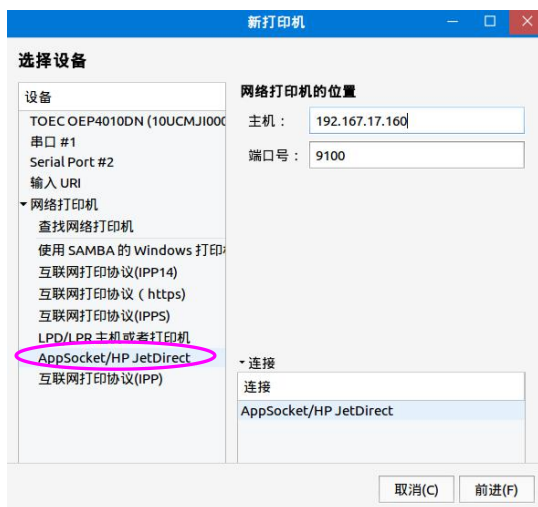 新打印机
选择设备
设备
TOEC OEP4010DN (10UCMJI000
串口 #1
Serial Port #2
输入 URI
网络打印机
查找网络打印机
使用 SAMBA 的 Windows 打印
互联网打印协议(IPP14)
互联网打印协议 ( https)
互联网打印协议(IPPS)
LPD/LPR 主机或者打印机
AppSocket/HP JetDirect
互联网打印协议(IPP)
网络打印机的位置
主机：
192.167.17.160
端口号：
9100
连接
连接
AppSocket/HP JetDirect
取消(C)
前进(F)